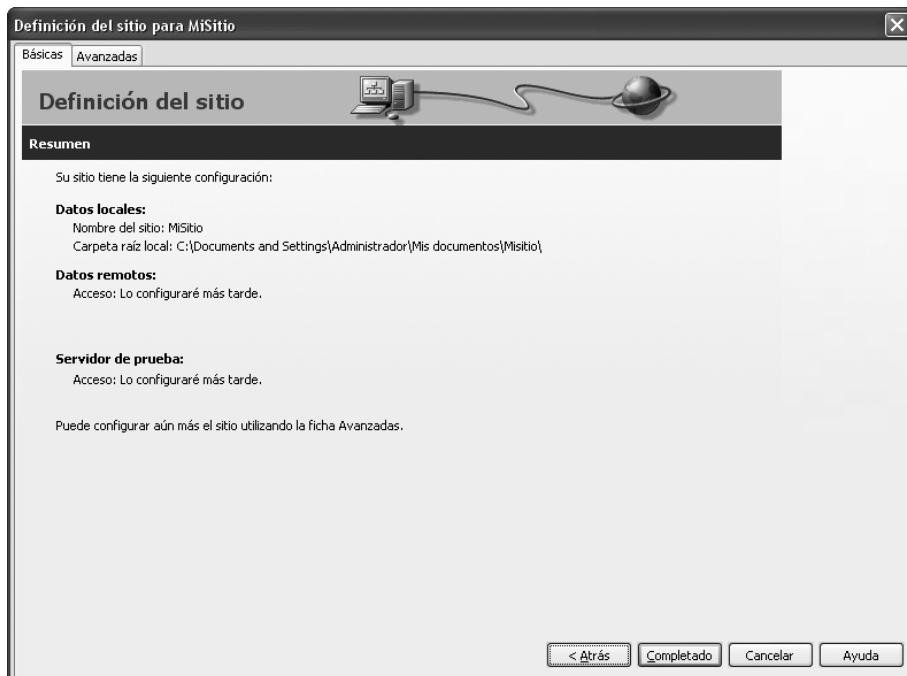 Definición del sitio para MiSitio
Básicas Avanzadas
Definición del sitio
Resumen
Su sitio tiene la siguiente configuración:
Datos locales:
Nombre del sitio: MiSitio
Carpeta raíz local: C:\Documents and Settings\Administrador\Mis documentos\Misitio\
Datos remotos:
Acceso: Lo configuraré más tarde.
Servidor de prueba:
Acceso: Lo configuraré más tarde.
Puede configurar aún más el sitio utilizando la ficha Avanzadas.
< Atrás Completado Cancelar Ayuda